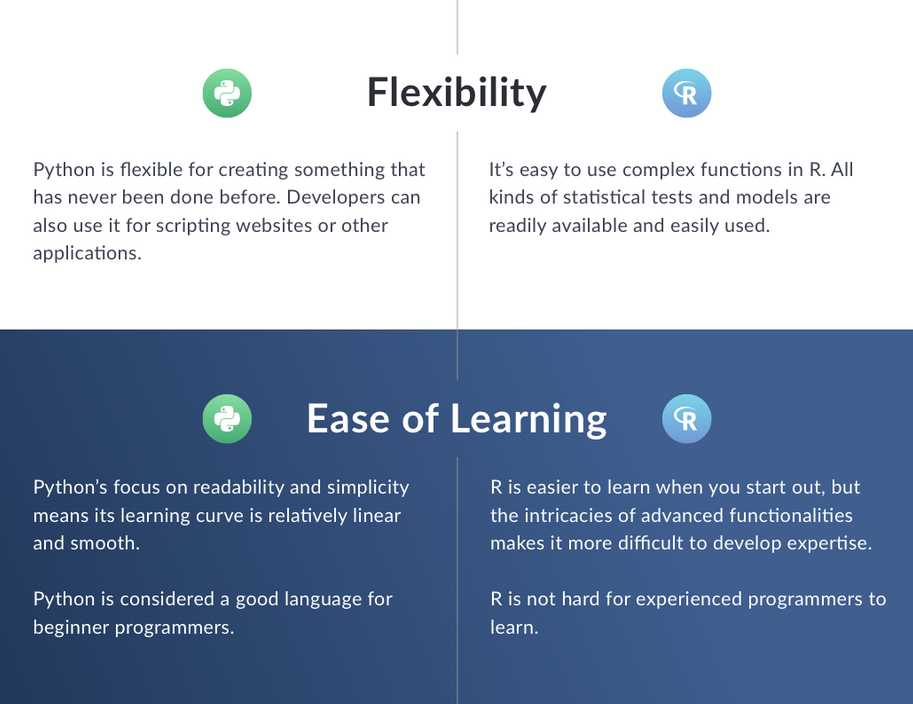 Flexibility
Python is flexible for creating something that
has never been done before. Developers can
also use it for scripting websites or other
applications.
R
It’s easy to use complex functions in R. All
kinds of statistical tests and models are
readily available and easily used.
Ease of Learning
Python’s focus on readability and simplicity
means its learning curve is relatively linear
and smooth.
Python is considered a good language for
beginner programmers.
R
R is easier to learn when you start out, but
the intricacies of advanced functionalities
makes it more difficult to develop expertise.
R is not hard for experienced programmers to
learn.